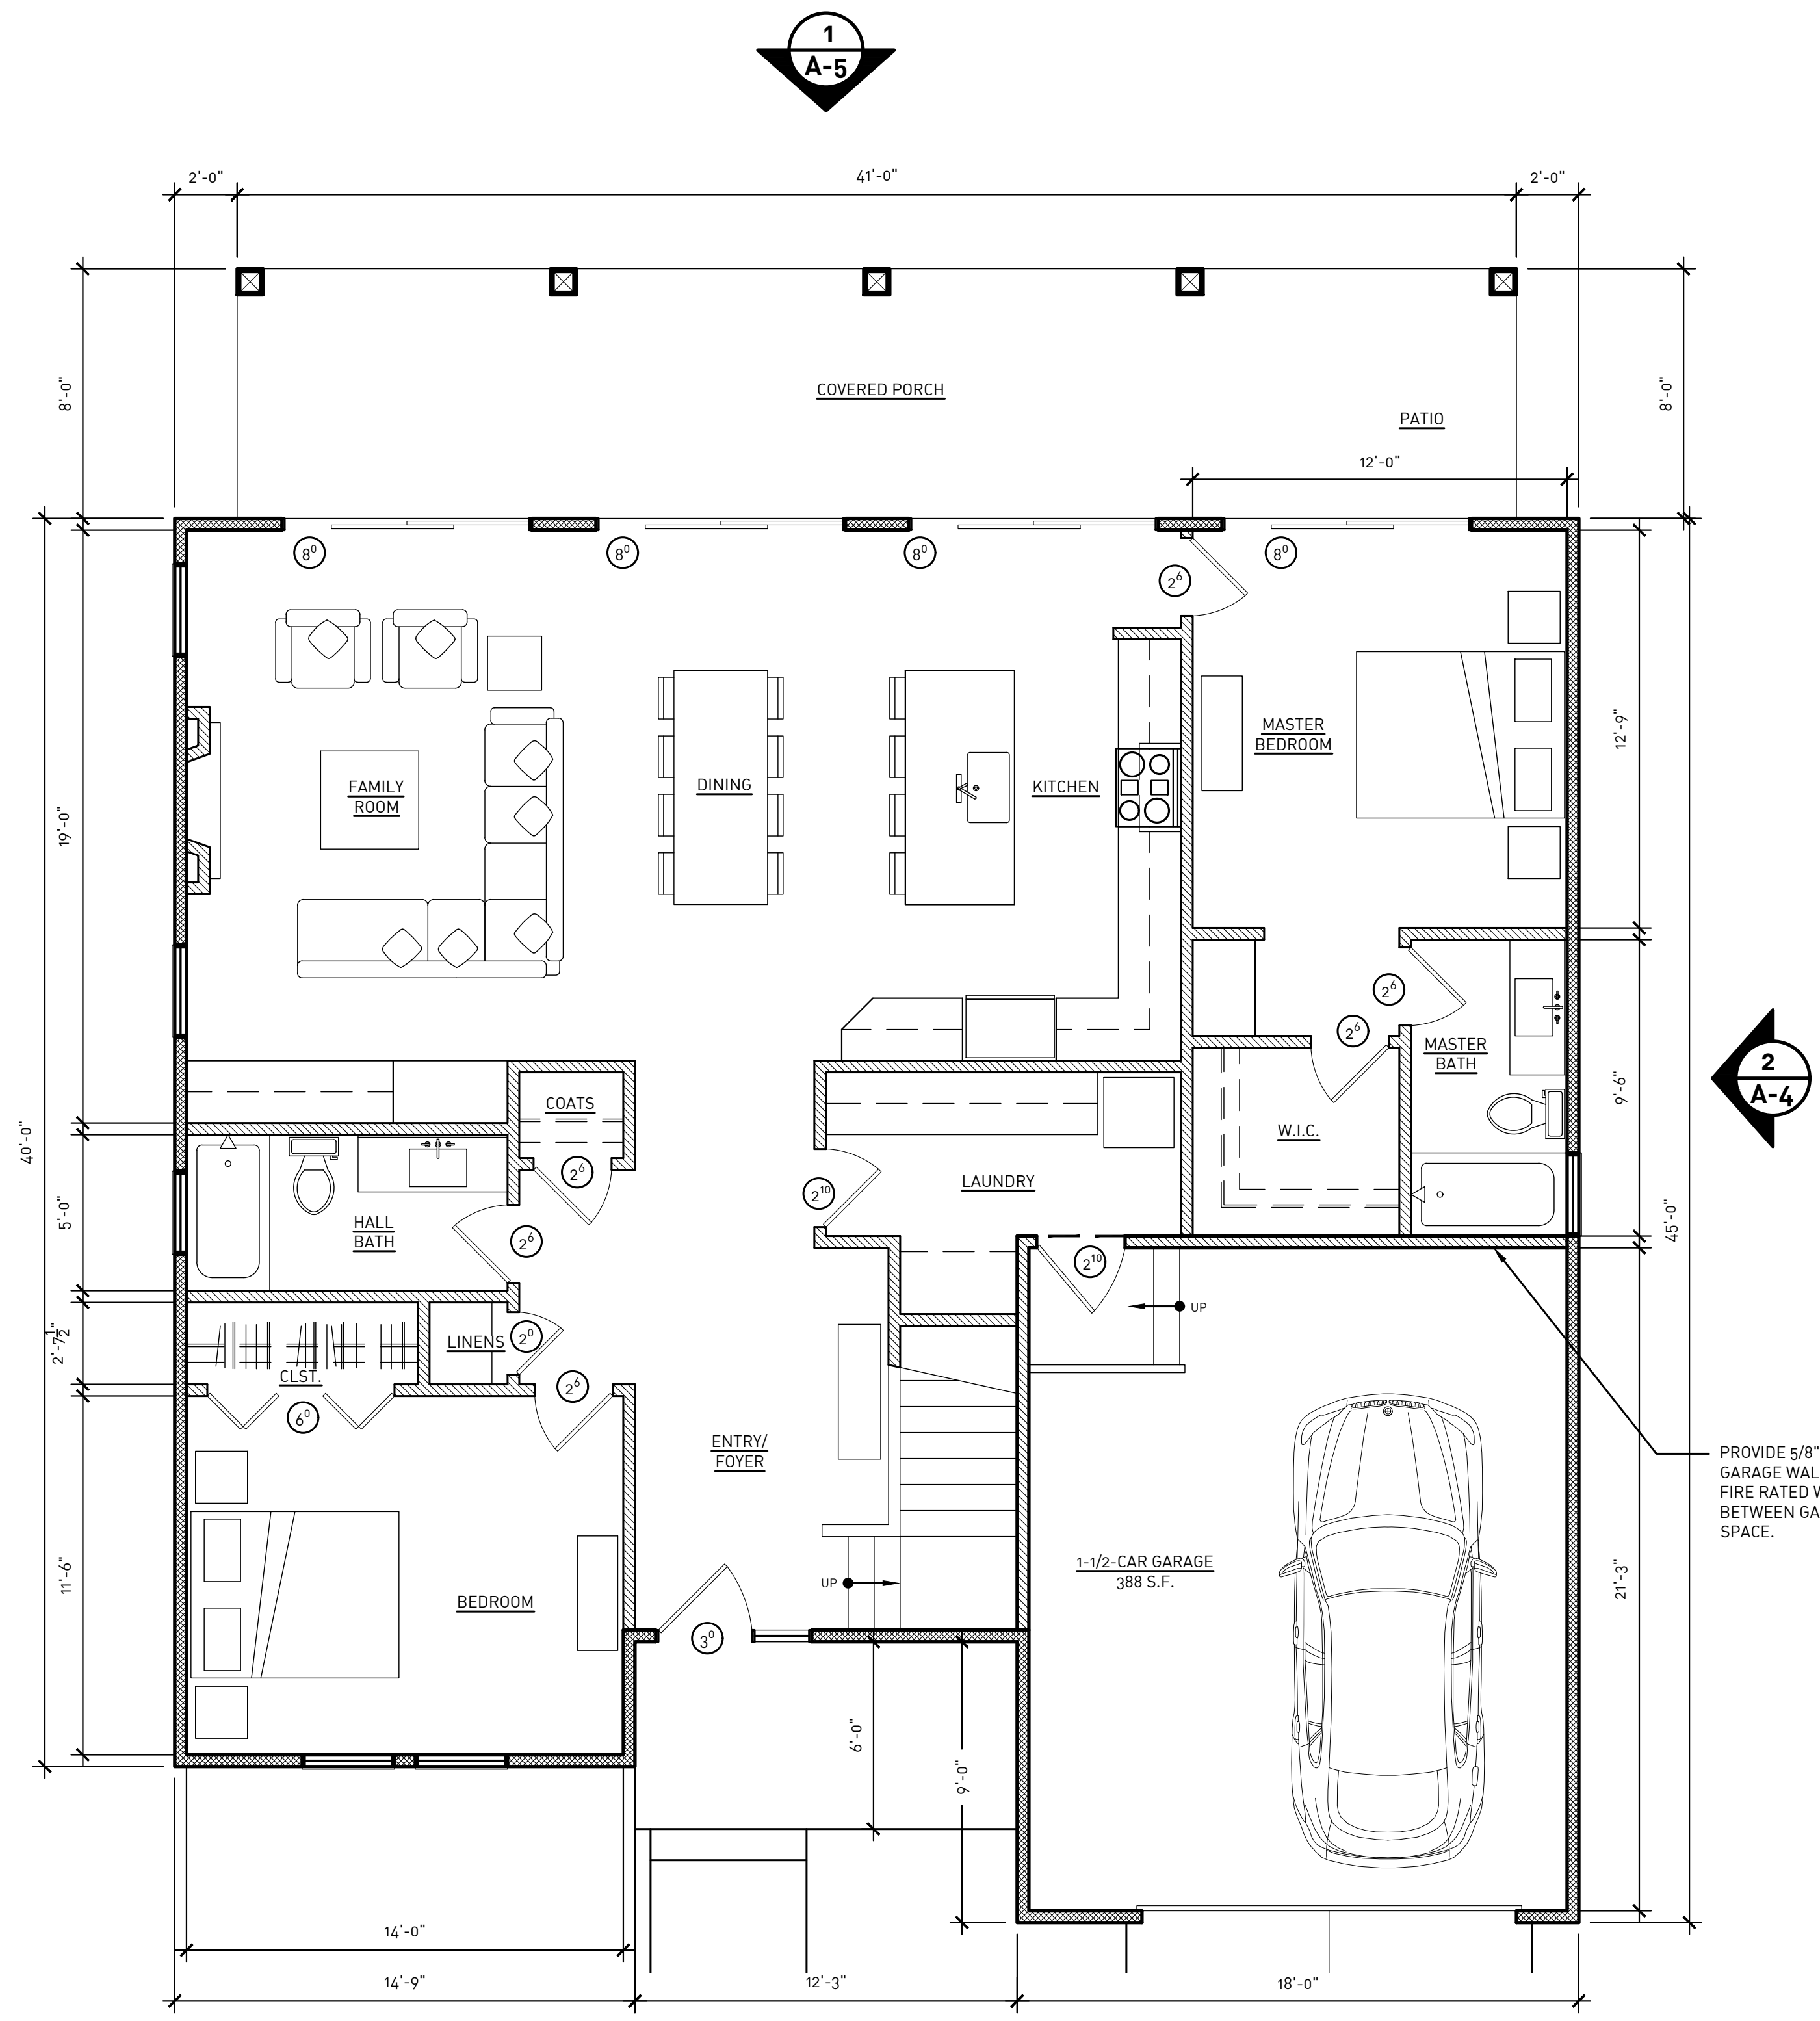 1
A-5
2'-0"
41'-0"
2'-0"
8'-0"
COVERED PORCH
8'-0"
PATIO
12'-0"
8⁰
8⁰
8⁰
8⁰
2⁶
MASTER
BEDROOM
12'-9"
FAMILY
ROOM
DINING
KITCHEN
19'-0"
2⁶
2⁶
MASTER
BATH
2
A-4
COATS
9'-6"
W.I.C.
40'-0"
2⁶
2¹⁰
LAUNDRY
5'-0"
HALL
BATH
2⁶
45'-0"
2¹⁰
UP
2'-7 1/2"
LINENS
2⁰
CLST.
2⁶
6⁰
ENTRY/
FOYER
PROVIDE 5/8"
GARAGE WAL
FIRE RATED W
BETWEEN GA
SPACE.
11'-6"
1-1/2-CAR GARAGE
388 S.F.
UP
21'-3"
BEDROOM
3⁰
6'-0"
9'-0"
14'-0"
14'-9"
12'-3"
18'-0"